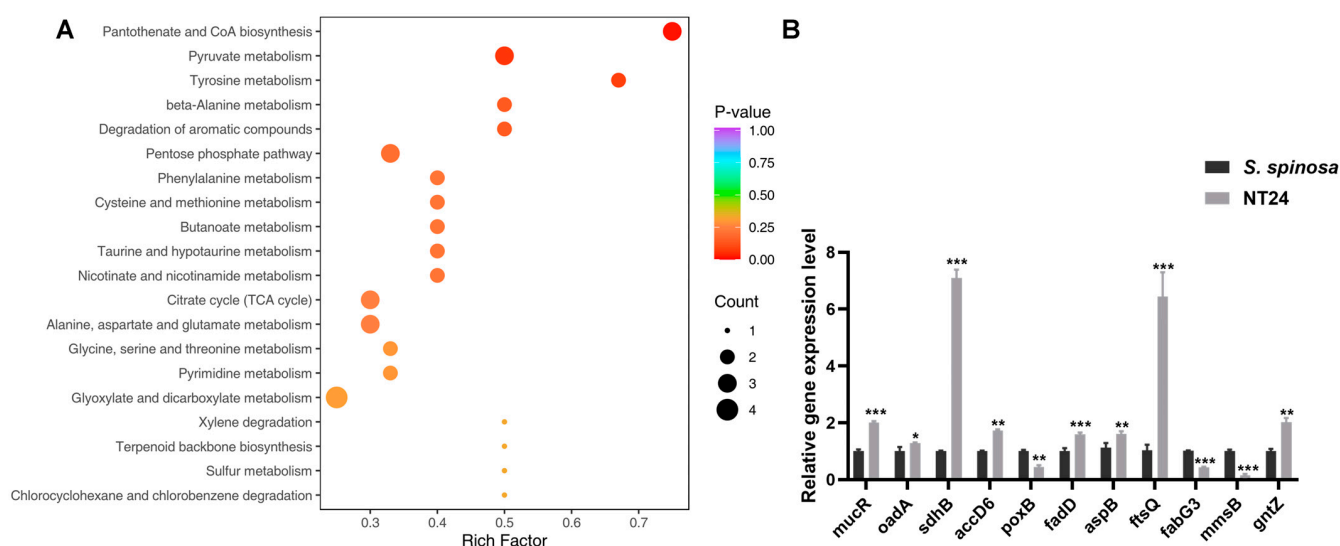 A
Pantothenate and CoA biosynthesis
Pyruvate metabolism
Tyrosine metabolism
beta-Alanine metabolism
Degradation of aromatic compounds
Pentose phosphate pathway
Phenylalanine metabolism
Cysteine and methionine metabolism
Butanoate metabolism
Taurine and hypotaurine metabolism
Nicotinate and nicotinamide metabolism
Citrate cycle (TCA cycle)
Alanine, aspartate and glutamate metabolism
Glycine, serine and threonine metabolism
Pyrimidine metabolism
Glyoxylate and dicarboxylate metabolism
Xylene degradation
Terpenoid backbone biosynthesis
Sulfur metabolism
Chlorocyclohexane and chlorobenzene degradation
0.3 0.4 0.5 0.6 0.7
Rich Factor
P-value
1.00
0.75
0.50
0.25
0.00
Count
1
2
3
4
B
S. spinosa
NT24
Relative gene expression level
8
6
4
2
0
*** * *** ** ** *** ** *** *** *** **
mucR oadA sdhB accD6 poxB fadD aspB ftsQ fabG3 mmsB gntZ